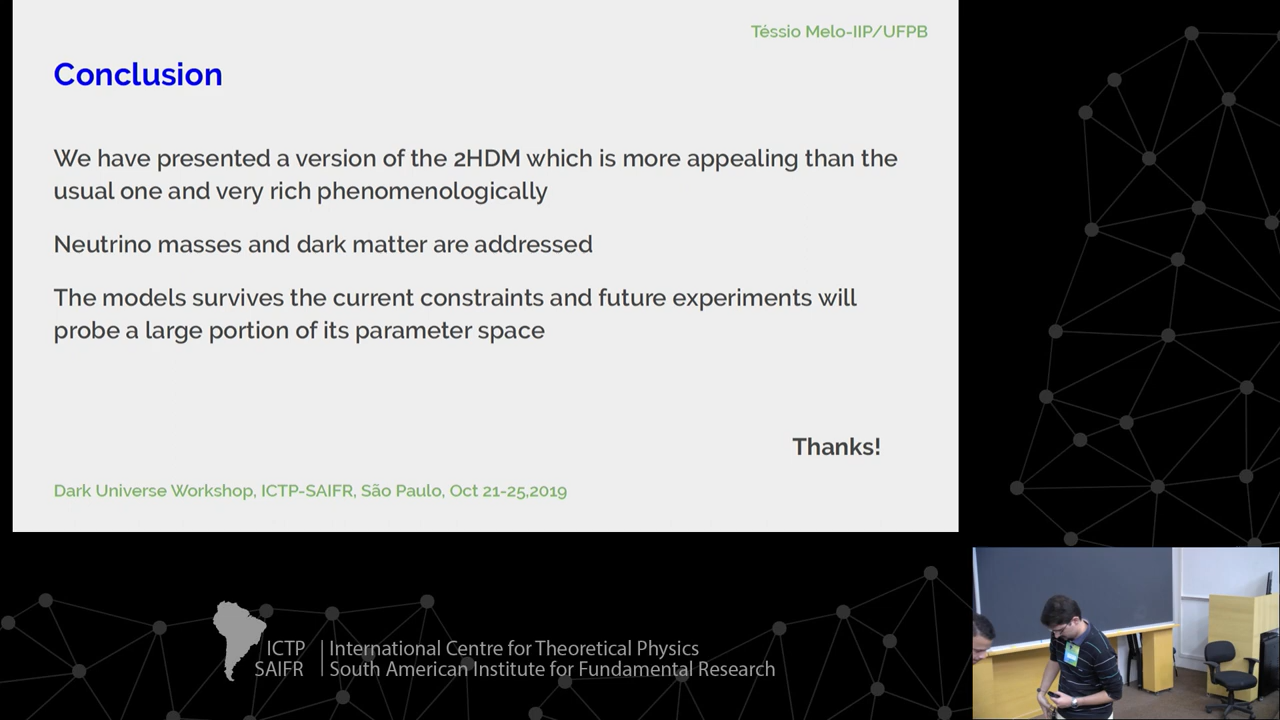 Téssio Melo-IIP/UFPB
Conclusion
We have presented a version of the 2HDM which is more appealing than the
usual one and very rich phenomenologically
Neutrino masses and dark matter are addressed
The models survives the current constraints and future experiments will
probe a large portion of its parameter space
Thanks!
Dark Universe Workshop, ICTP-SAIFR, São Paulo, Oct 21-25,2019
ICTP
SAIFR
International Centre for Theoretical Physics
South American Institute for Fundamental Research